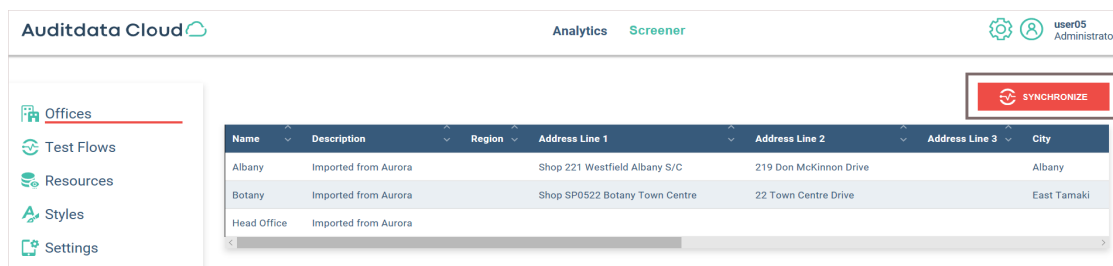 Auditdata Cloud
Analytics Screener
user05
Administrato
SYNCHRONIZE
Offices
Test Flows
Resources
Styles
Settings
Name Description Region Address Line 1 Address Line 2 Address Line 3 City
Albany Imported from Aurora Shop 221 Westfield Albany S/C 219 Don McKinnon Drive Albany
Botany Imported from Aurora Shop SP0522 Botany Town Centre 22 Town Centre Drive East Tamaki
Head Office Imported from Aurora